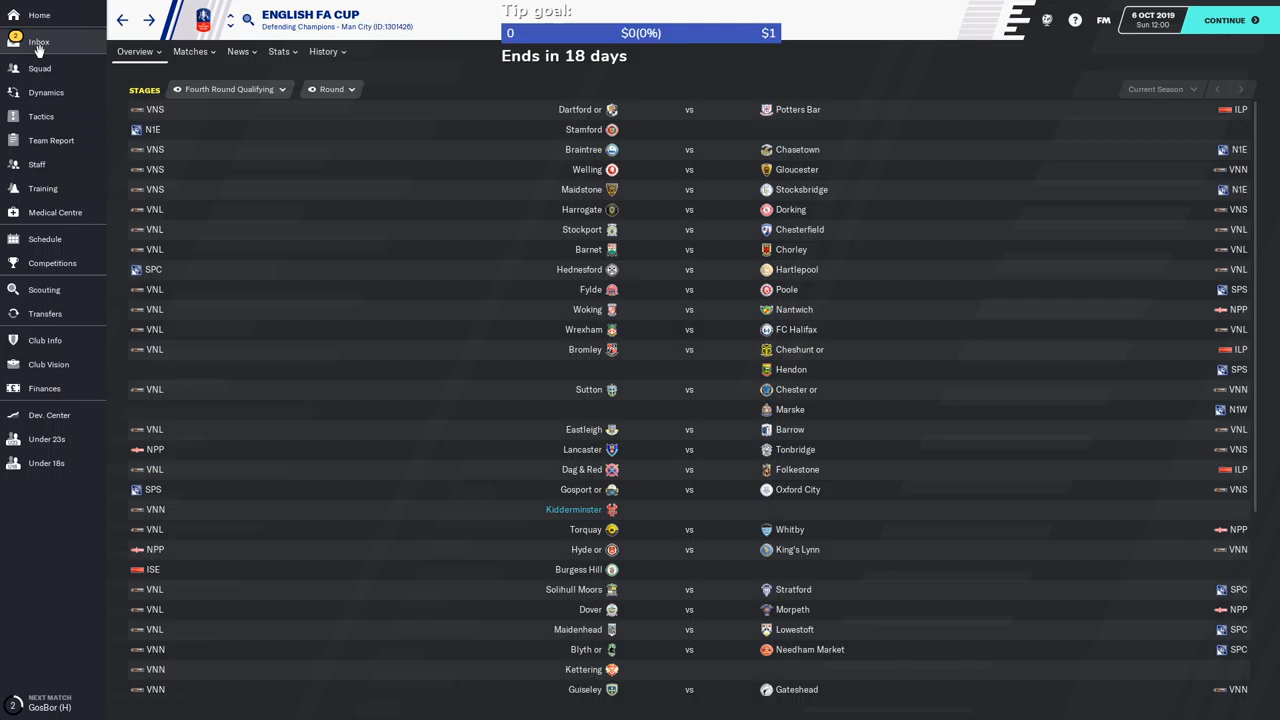 Home
2
Inbox
Squad
Dynamics
Tactics
Team Report
Staff
Training
Medical Centre
Schedule
Competitions
Scouting
Transfers
Club Info
Club Vision
Finances
Dev. Center
Under 23s
Under 18s
2 NEXT MATCH
GosBor (H)
ENGLISH FA CUP
Defending Champions - Man City (ID:1301426)
Tip goal:
0 $0(0%) $1
Ends in 18 days
FM
6 OCT 2019
Sun 12:00
CONTINUE
Overview Matches News Stats History
STAGES Fourth Round Qualifying Round Current Season
VNS Dartford or vs Potters Bar ILP
N1E Stamford
VNS Braintree vs Chasetown N1E
VNS Welling vs Gloucester VNN
VNS Maidstone vs Stocksbridge N1E
VNL Harrogate vs Dorking VNS
VNL Stockport vs Chesterfield VNL
VNL Barnet vs Chorley VNL
SPC Hednesford vs Hartlepool VNL
VNL Fylde vs Poole SPS
VNL Woking vs Nantwich NPP
VNL Wrexham vs FC Halifax VNL
VNL Bromley vs Cheshunt or ILP
Hendon SPS
VNL Sutton vs Chester or VNN
Marske N1W
VNL Eastleigh vs Barrow VNL
NPP Lancaster vs Tonbridge VNS
VNL Dag & Red vs Folkestone ILP
SPS Gosport or vs Oxford City VNS
VNN Kidderminster
VNL Torquay vs Whitby NPP
NPP Hyde or vs King's Lynn VNN
ISE Burgess Hill
VNL Solihull Moors vs Stratford SPC
VNL Dover vs Morpeth NPP
VNL Maidenhead vs Lowestoft SPC
VNN Blyth or vs Needham Market SPC
VNN Kettering
VNN Guiseley vs Gateshead VNN